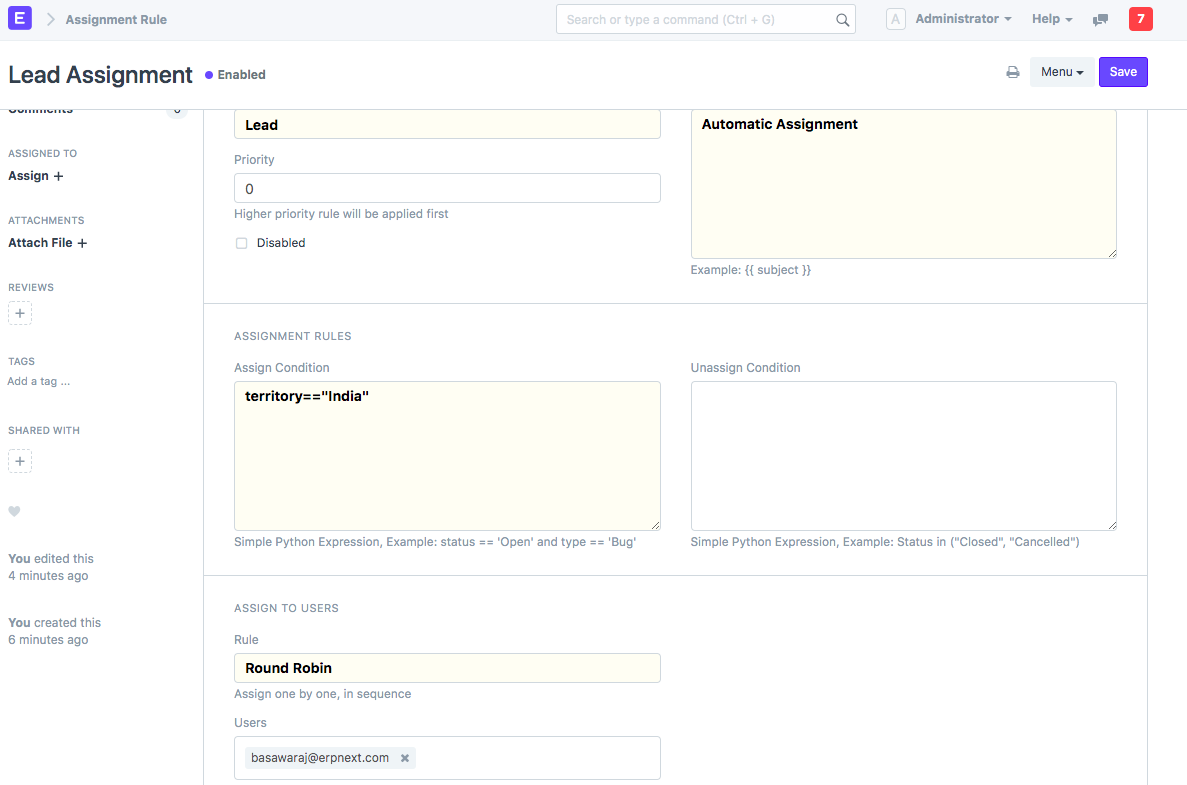 E Assignment Rule Search or type a command (Ctrl + G) A Administrator Help 7
Lead Assignment Enabled Menu Save
Comments
ASSIGNED TO
Assign +
ATTACHMENTS
Attach File +
REVIEWS
+
TAGS
Add a tag ...
SHARED WITH
+
You edited this
4 minutes ago
You created this
6 minutes ago
Lead
Priority
0
Higher priority rule will be applied first
Disabled
Automatic Assignment
Example: {{ subject }}
ASSIGNMENT RULES
Assign Condition
territory=="India"
Simple Python Expression, Example: status == 'Open' and type == 'Bug'
Unassign Condition
Simple Python Expression, Example: Status in ("Closed", "Cancelled")
ASSIGN TO USERS
Rule
Round Robin
Assign one by one, in sequence
Users
basawaraj@erpnext.com ×